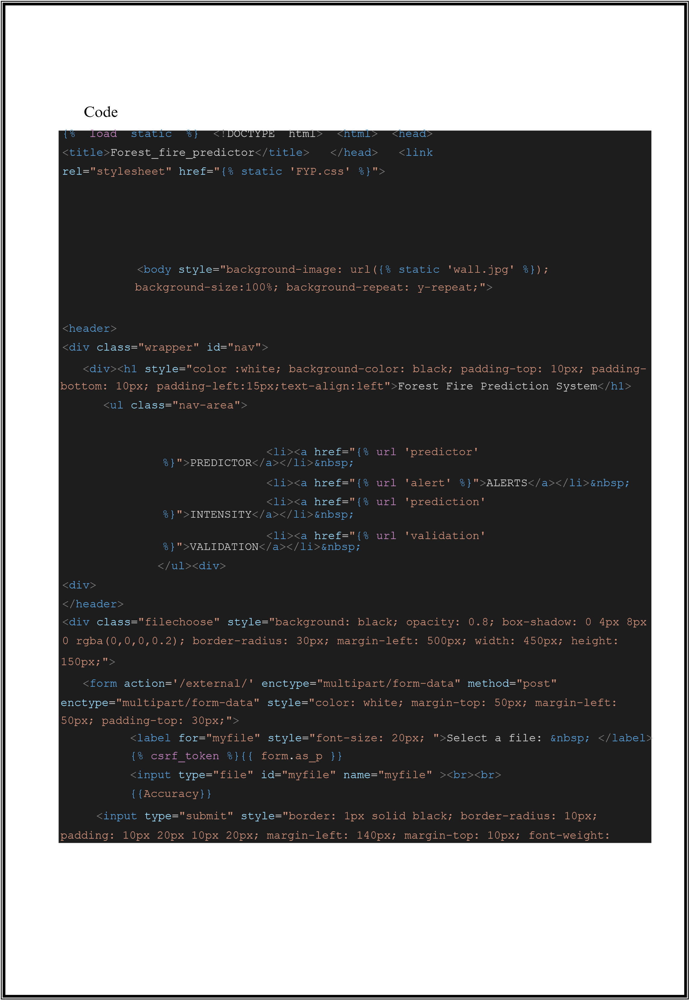 Code
{% load static %} <!DOCTYPE html> <html> <head>
<title>Forest_fire_predictor</title> </head> <link
rel="stylesheet" href="{% static 'FYP.css' %}">
<body style="background-image: url({% static 'wall.jpg' %});
background-size:100%; background-repeat: y-repeat;">
<header>
<div class="wrapper" id="nav">
<div><h1 style="color :white; background-color: black; padding-top: 10px; padding-
bottom: 10px; padding-left:15px;text-align:left">Forest Fire Prediction System</h1>
<ul class="nav-area">
<li><a href="{% url 'predictor'
%}">PREDICTOR</a></li>&nbsp;
<li><a href="{% url 'alert' %}">ALERTS</a></li>&nbsp;
<li><a href="{% url 'prediction'
%}">INTENSITY</a></li>&nbsp;
<li><a href="{% url 'validation'
%}">VALIDATION</a></li>&nbsp;
</ul><div>
<div>
</header>
<div class="filechoose" style="background: black; opacity: 0.8; box-shadow: 0 4px 8px
0 rgba(0,0,0,0.2); border-radius: 30px; margin-left: 500px; width: 450px; height:
150px;">
<form action='/external/' enctype="multipart/form-data" method="post"
enctype="multipart/form-data" style="color: white; margin-top: 50px; margin-left:
50px; padding-top: 30px;">
<label for="myfile" style="font-size: 20px; ">Select a file: &nbsp; </label>
{% csrf_token %}{{ form.as_p }}
<input type="file" id="myfile" name="myfile" ><br><br>
{{Accuracy}}
<input type="submit" style="border: 1px solid black; border-radius: 10px;
padding: 10px 20px 10px 20px; margin-left: 140px; margin-top: 10px; font-weight: